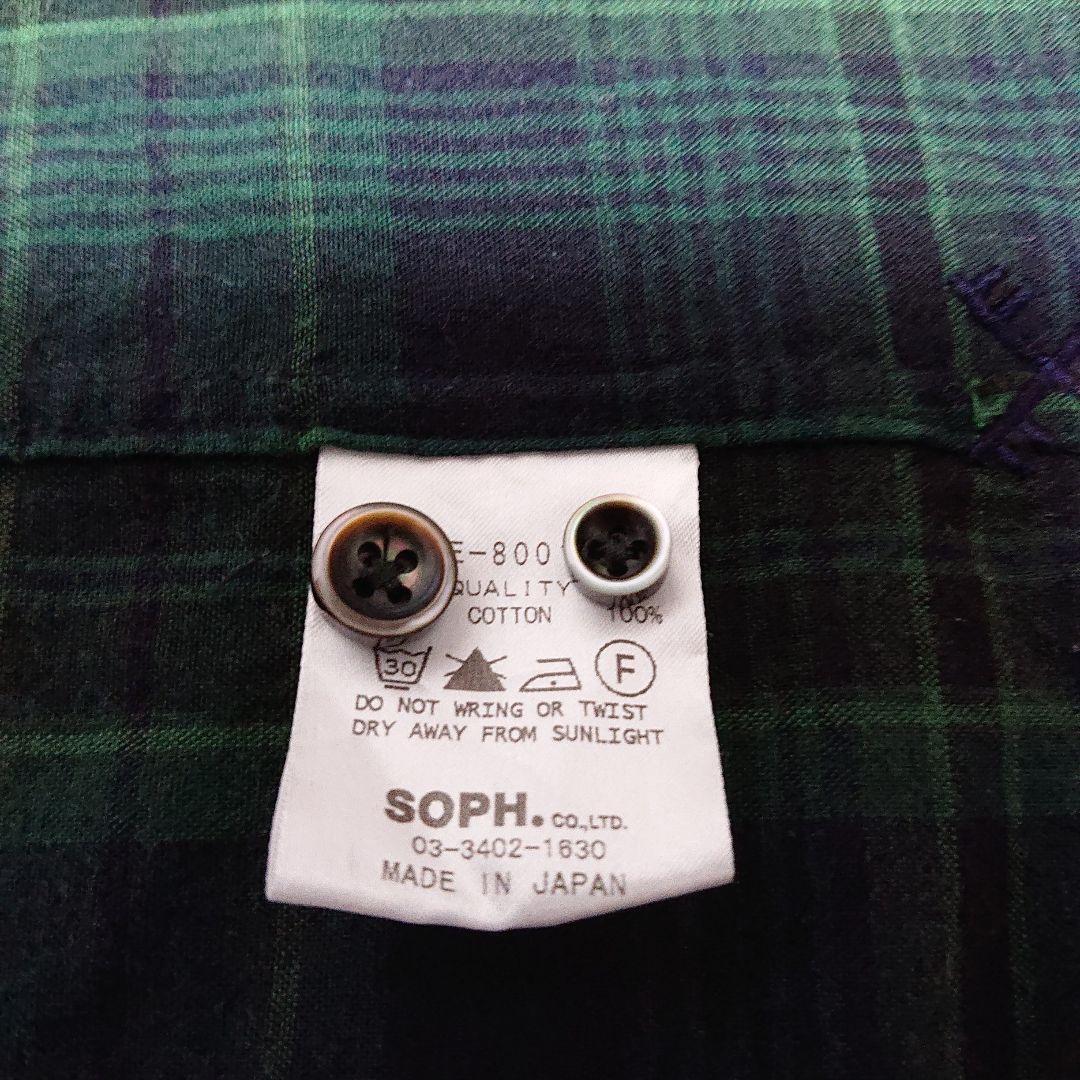 E-800
QUALITY
COTTON 100%
30 F
DO NOT WRING OR TWIST
DRY AWAY FROM SUNLIGHT
SOPH. CO.,LTD.
03-3402-1630
MADE IN JAPAN